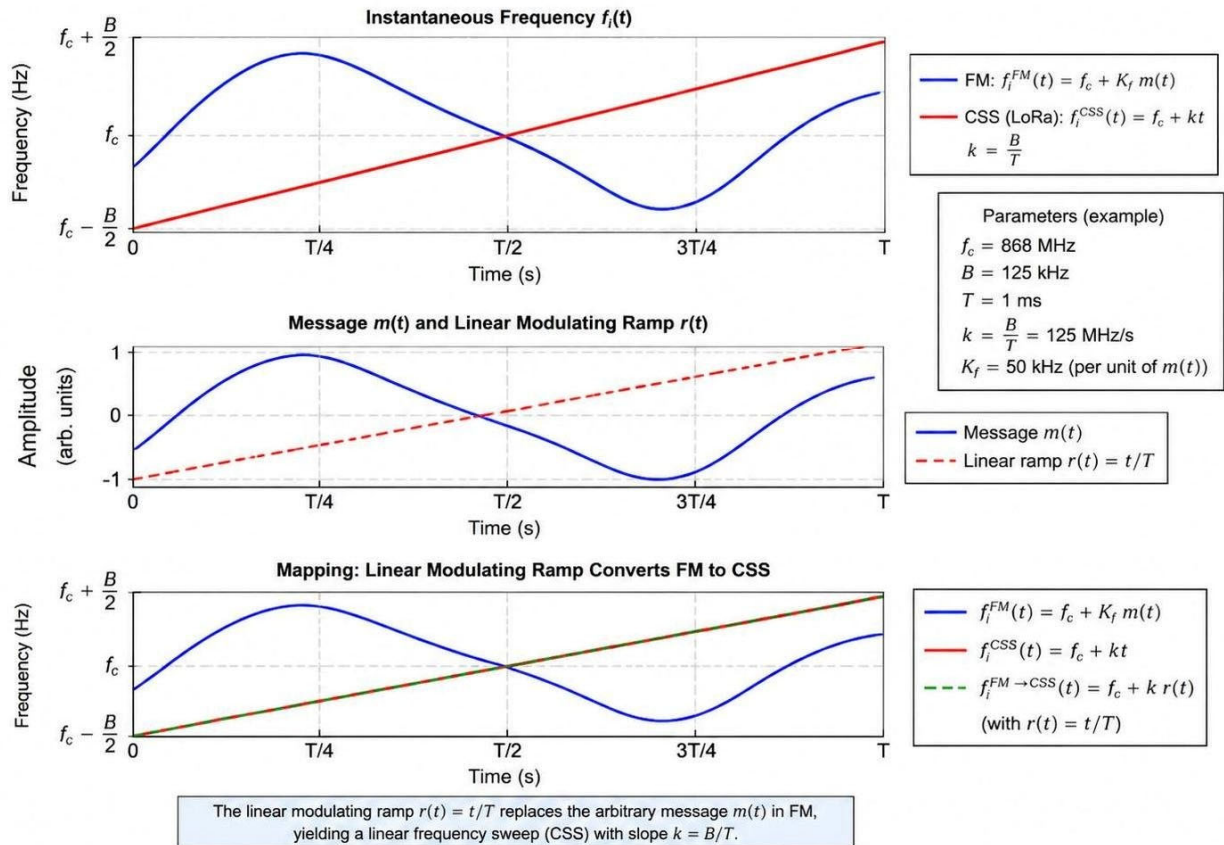 Instantaneous Frequency f_i(t)
f_c + B/2
f_c
f_c − B/2
Frequency (Hz)
0 T/4 T/2 3T/4 T
Time (s)
FM: f_i^FM(t) = f_c + K_f m(t)
CSS (LoRa): f_i^CSS(t) = f_c + kt
k = B/T
Parameters (example)
f_c = 868 MHz
B = 125 kHz
T = 1 ms
k = B/T = 125 MHz/s
K_f = 50 kHz (per unit of m(t))
Message m(t) and Linear Modulating Ramp r(t)
1
0
-1
Amplitude
(arb. units)
0 T/4 T/2 3T/4 T
Time (s)
Message m(t)
Linear ramp r(t) = t/T
Mapping: Linear Modulating Ramp Converts FM to CSS
f_c + B/2
f_c
f_c − B/2
Frequency (Hz)
0 T/4 T/2 3T/4 T
Time (s)
f_i^FM(t) = f_c + K_f m(t)
f_i^CSS(t) = f_c + kt
f_i^FM→CSS(t) = f_c + k r(t)
(with r(t) = t/T)
The linear modulating ramp r(t) = t/T replaces the arbitrary message m(t) in FM,
yielding a linear frequency sweep (CSS) with slope k = B/T.